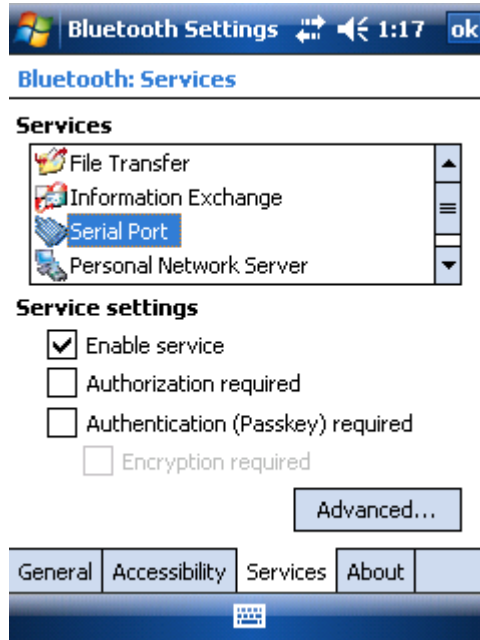 Bluetooth Settings 1:17 ok
Bluetooth: Services
Services
File Transfer
Information Exchange
Serial Port
Personal Network Server
Service settings
Enable service
Authorization required
Authentication (Passkey) required
Encryption required
Advanced...
General Accessibility Services About